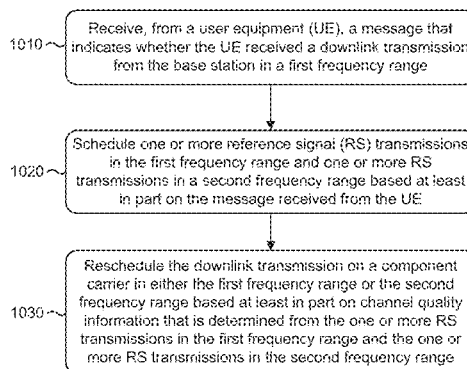 1010
Receive, from a user equipment (UE), a message that
indicates whether the UE received a downlink transmission
from the base station in a first frequency range
1020
Schedule one or more reference signal (RS) transmissions
in the first frequency range and one or more RS
transmissions in a second frequency range based at least
in part on the message received from the UE
1030
Reschedule the downlink transmission on a component
carrier in either the first frequency range or the second
frequency range based at least in part on channel quality
information that is determined from the one or more RS
transmissions in the first frequency range and the one or
more RS transmissions in the second frequency range